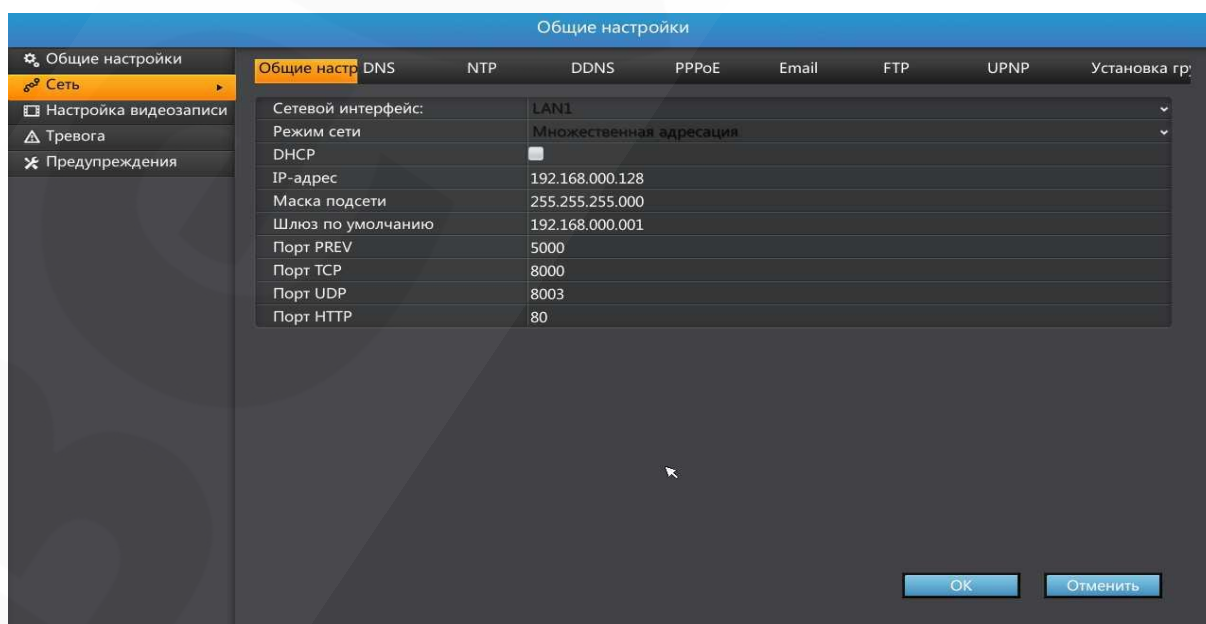 Общие настройки
Общие настройки
Сеть
Настройка видеозаписи
Тревога
Предупреждения
Общие настр DNS NTP DDNS PPPoE Email FTP UPNP Установка гру
Сетевой интерфейс: LAN1
Режим сети Множественная адресация
DHCP
IP-адрес 192.168.000.128
Маска подсети 255.255.255.000
Шлюз по умолчанию 192.168.000.001
Порт PREV 5000
Порт TCP 8000
Порт UDP 8003
Порт HTTP 80
OK Отменить